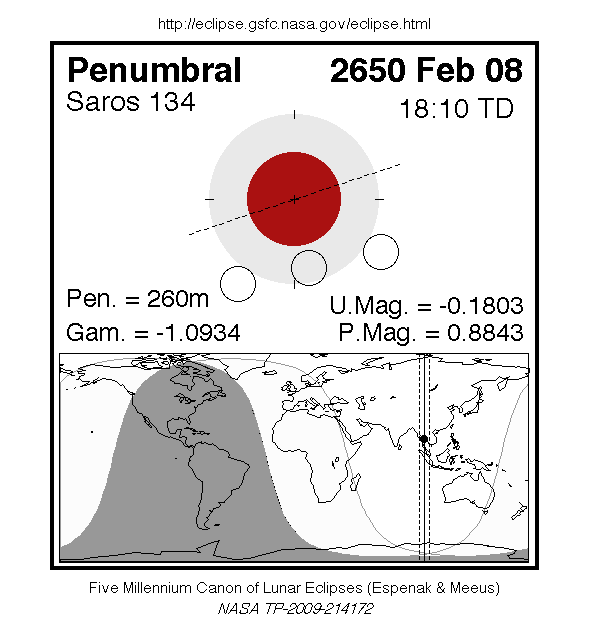 http://eclipse.gsfc.nasa.gov/eclipse.html
Penumbral 2650 Feb 08
Saros 134 18:10 TD
Pen. = 260m U.Mag. = -0.1803
Gam. = -1.0934 P.Mag. = 0.8843
Five Millennium Canon of Lunar Eclipses (Espenak & Meeus)
NASA TP-2009-214172